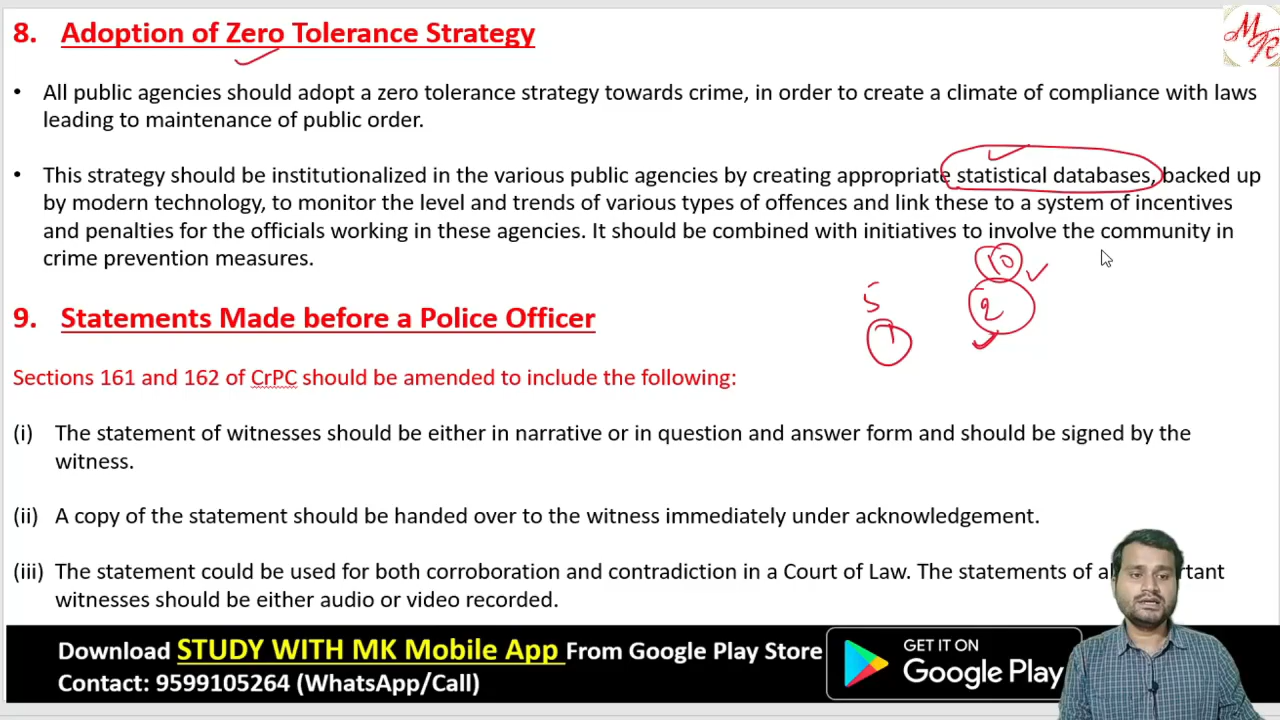 8. Adoption of Zero Tolerance Strategy
MK
• All public agencies should adopt a zero tolerance strategy towards crime, in order to create a climate of compliance with laws
leading to maintenance of public order.
• This strategy should be institutionalized in the various public agencies by creating appropriate statistical databases, backed up
by modern technology, to monitor the level and trends of various types of offences and link these to a system of incentives
and penalties for the officials working in these agencies. It should be combined with initiatives to involve the community in
crime prevention measures.
10
5
2
1
9. Statements Made before a Police Officer
Sections 161 and 162 of CrPC should be amended to include the following:
(i) The statement of witnesses should be either in narrative or in question and answer form and should be signed by the
witness.
(ii) A copy of the statement should be handed over to the witness immediately under acknowledgement.
(iii) The statement could be used for both corroboration and contradiction in a Court of Law. The statements of
witnesses should be either audio or video recorded.
Download STUDY WITH MK Mobile App From Google Play Store
Contact: 9599105264 (WhatsApp/Call)
GET IT ON
Google Play